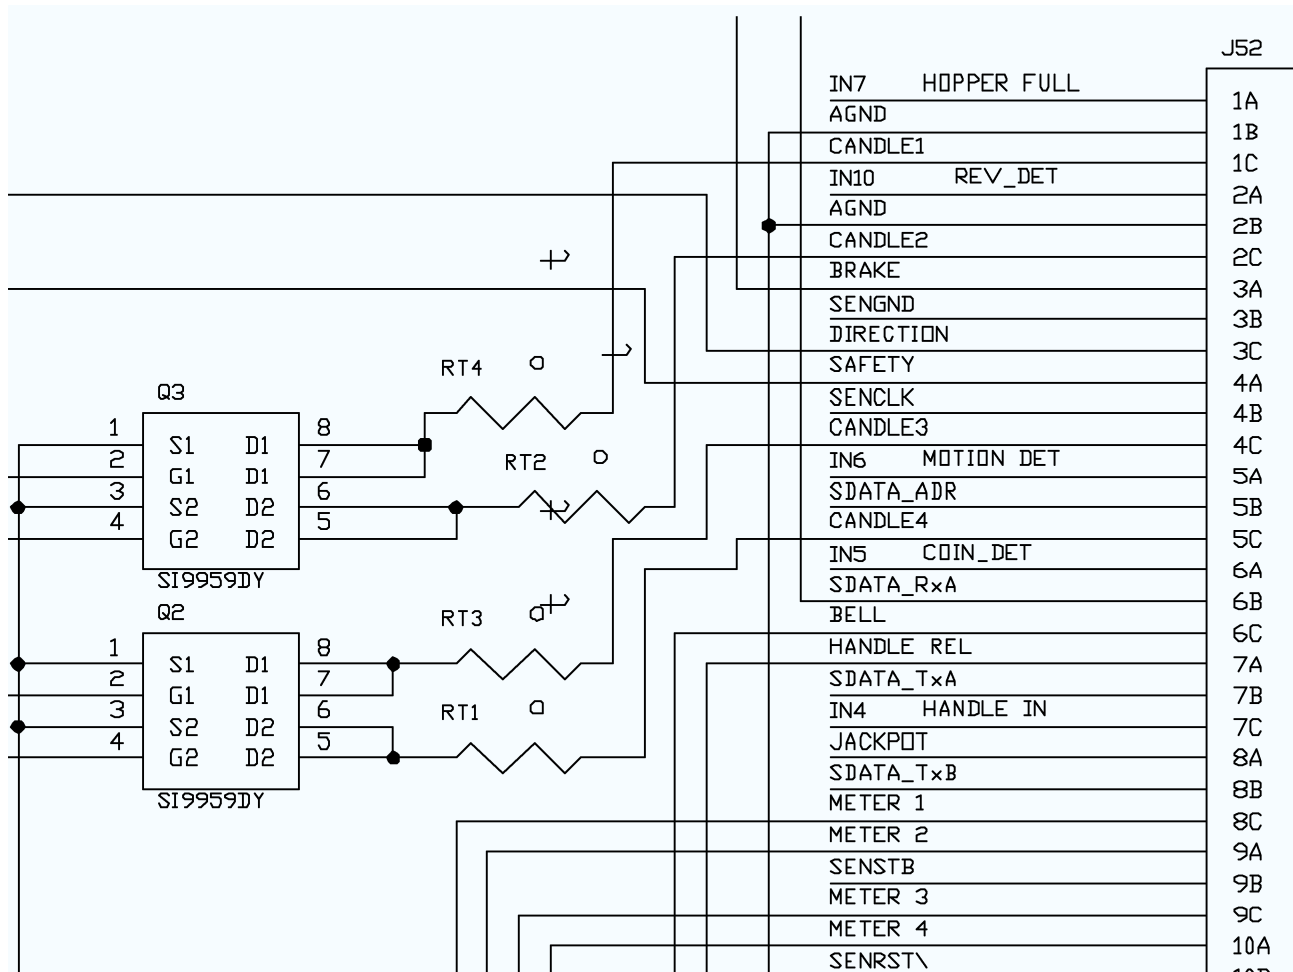 J52
IN7 HOPPER FULL 1A
AGND 1B
CANDLE1 1C
IN10 REV_DET 2A
AGND 2B
CANDLE2 2C
BRAKE 3A
SENGND 3B
DIRECTION 3C
SAFETY 4A
SENCLK 4B
CANDLE3 4C
IN6 MOTION DET 5A
SDATA_ADR 5B
CANDLE4 5C
IN5 COIN_DET 6A
SDATA_RxA 6B
BELL 6C
HANDLE REL 7A
SDATA_TxA 7B
IN4 HANDLE IN 7C
JACKPOT 8A
SDATA_TxB 8B
METER 1 8C
METER 2 9A
SENSTB 9B
METER 3 9C
METER 4 10A
SENRST\
RT4
RT2
RT3
RT1
Q3
1 S1 D1 8
2 G1 D1 7
3 S2 D2 6
4 G2 D2 5
SI9959DY
Q2
1 S1 D1 8
2 G1 D1 7
3 S2 D2 6
4 G2 D2 5
SI9959DY